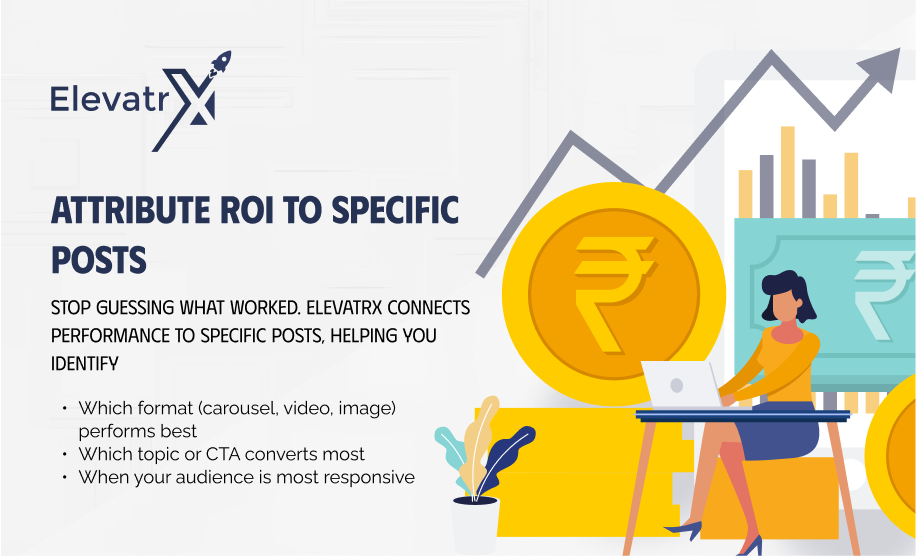 ElevatrX
ATTRIBUTE ROI TO SPECIFIC
POSTS
STOP GUESSING WHAT WORKED. ELEVATRX CONNECTS
PERFORMANCE TO SPECIFIC POSTS, HELPING YOU
IDENTIFY
• Which format (carousel, video, image)
performs best
• Which topic or CTA converts most
• When your audience is most responsive
₹
₹